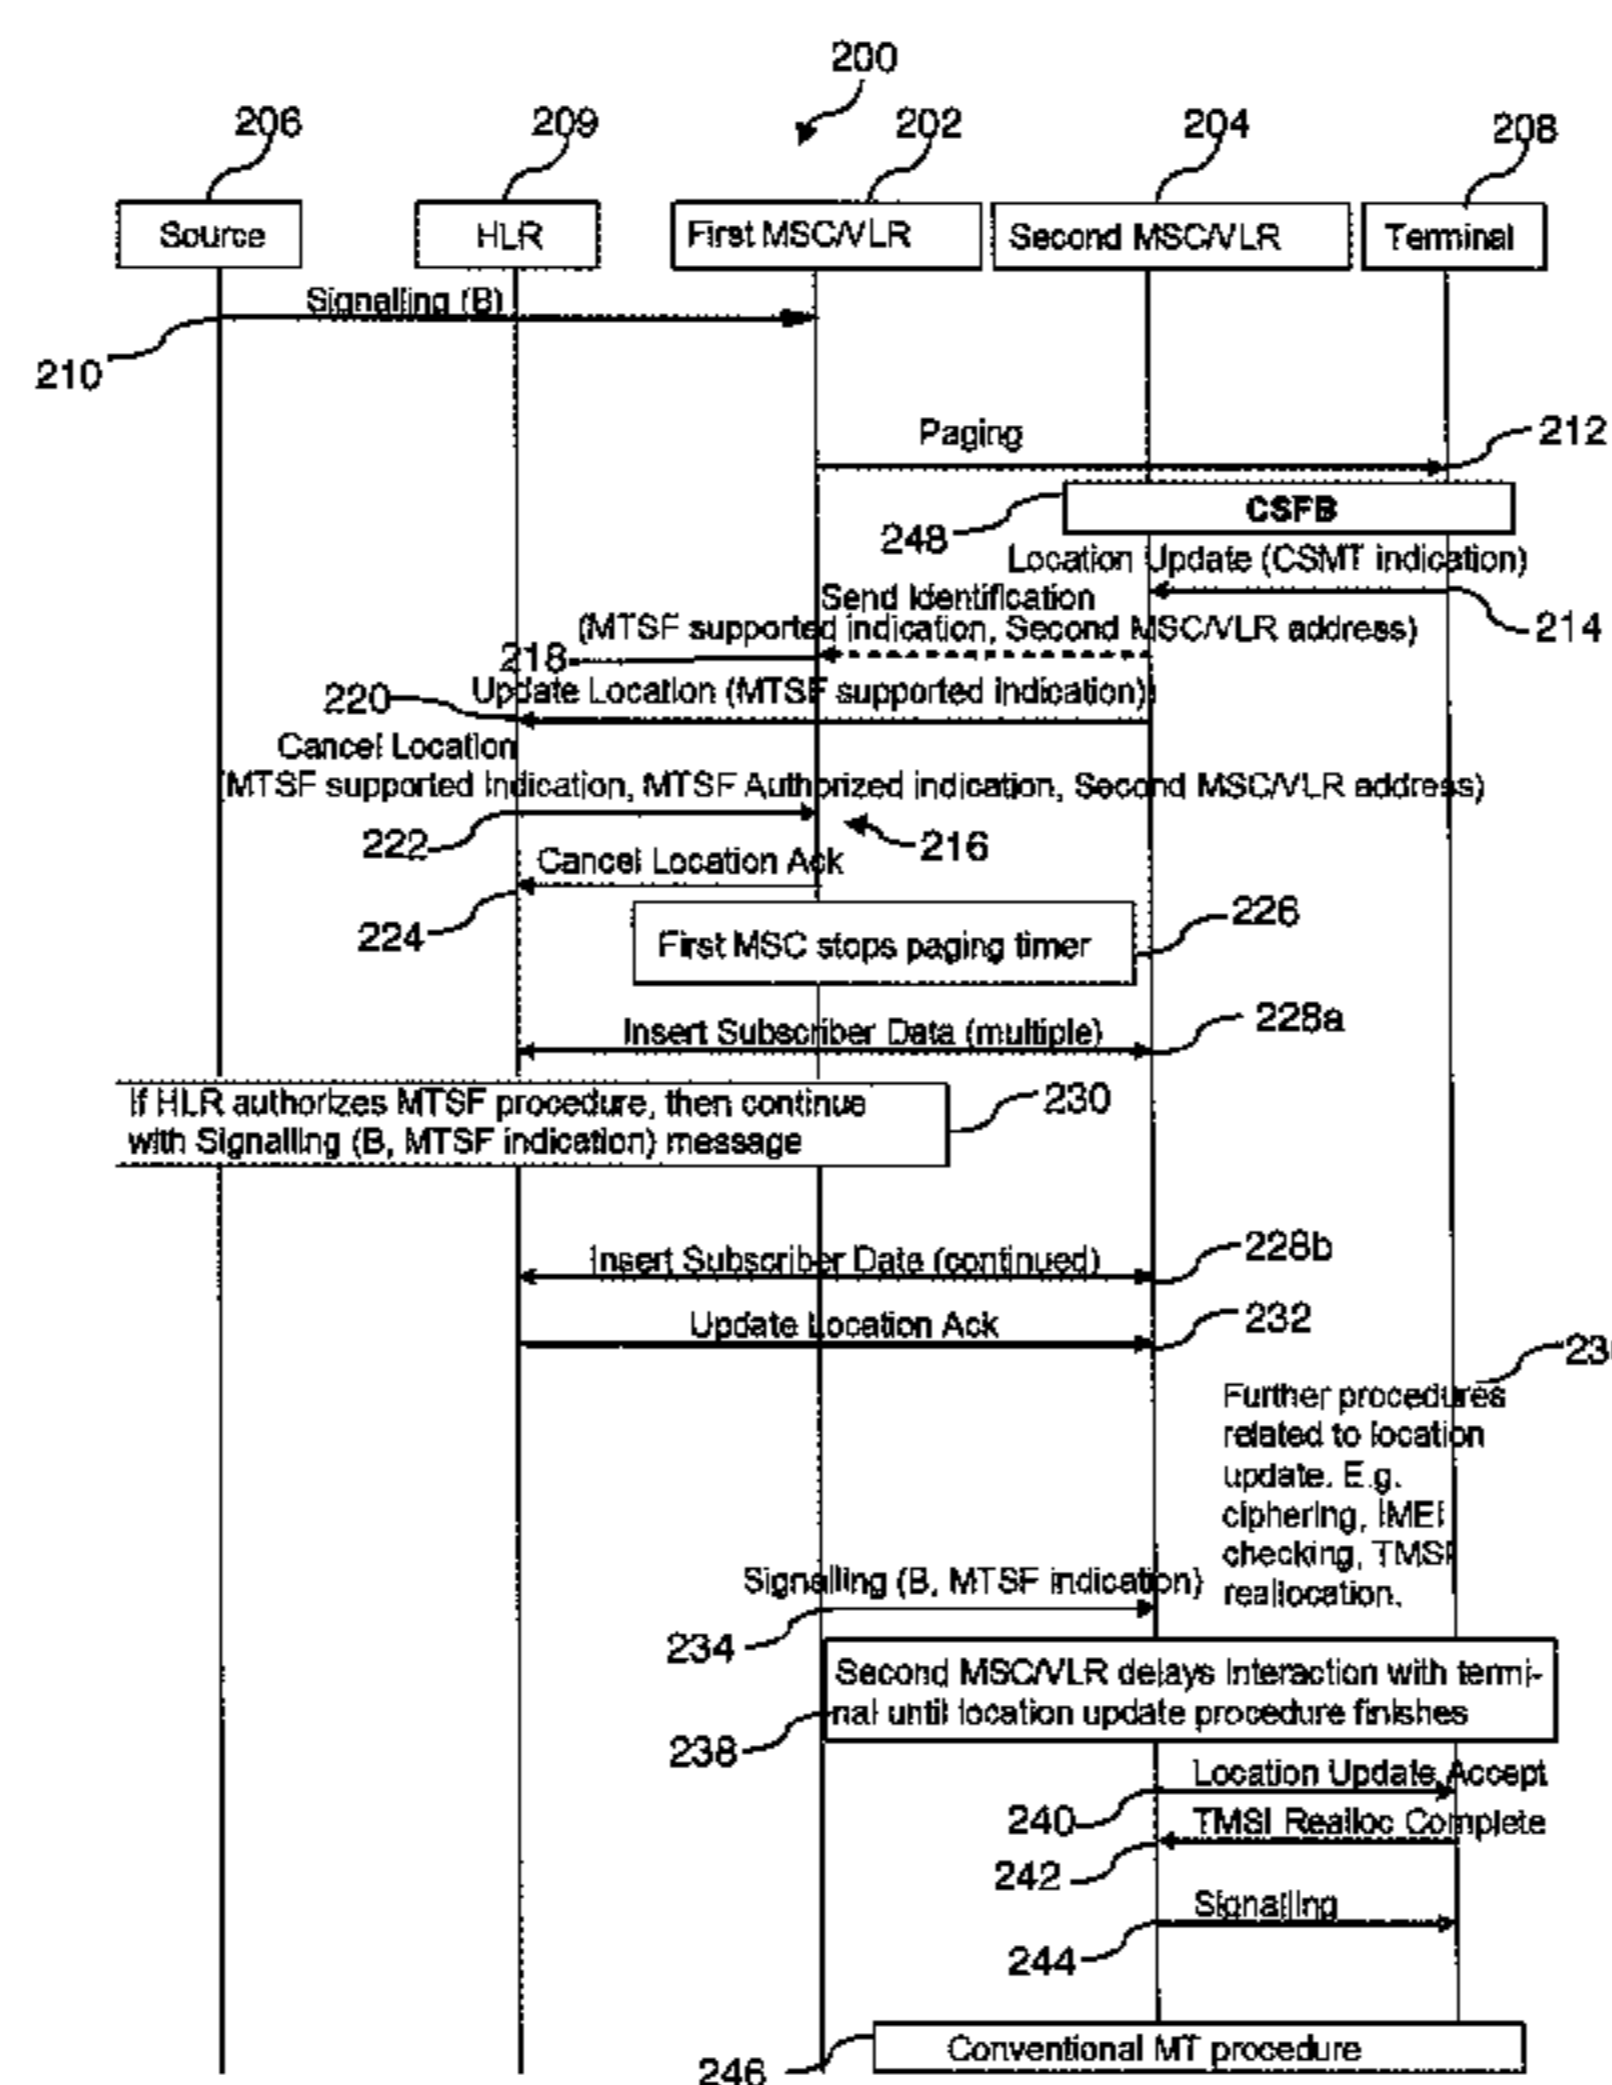 200
206
209
202
204
208
Source
HLR
First MSC/VLR
Second MSC/VLR
Terminal
Signalling (B)
210
Paging
212
CSFB
248
Location Update (CSMT indication)
Send Identification
214
(MTSF supported indication, Second MSC/VLR address)
218
Update Location (MTSF supported indication)
220
Cancel Location
(MTSF supported Indication, MTSF Authorized indication, Second MSC/VLR address)
222
216
Cancel Location Ack
224
226
First MSC stops paging timer
Insert Subscriber Data (multiple)
228a
If HLR authorizes MTSF procedure, then continue
with Signalling (B, MTSF indication) message
230
Insert Subscriber Date (continued)
228b
Update Location Ack
232
Further procedures
related to location
update. E.g.
ciphering, IMEI
checking, TMSI
reallocation.
Signalling (B, MTSF indication)
234
Second MSC/VLR delays Interaction with termi-
nal until location update procedure finishes
238
Location Update Accept
240
TMSI Realloc Complete
242
Signalling
244
Conventional MT procedure
246